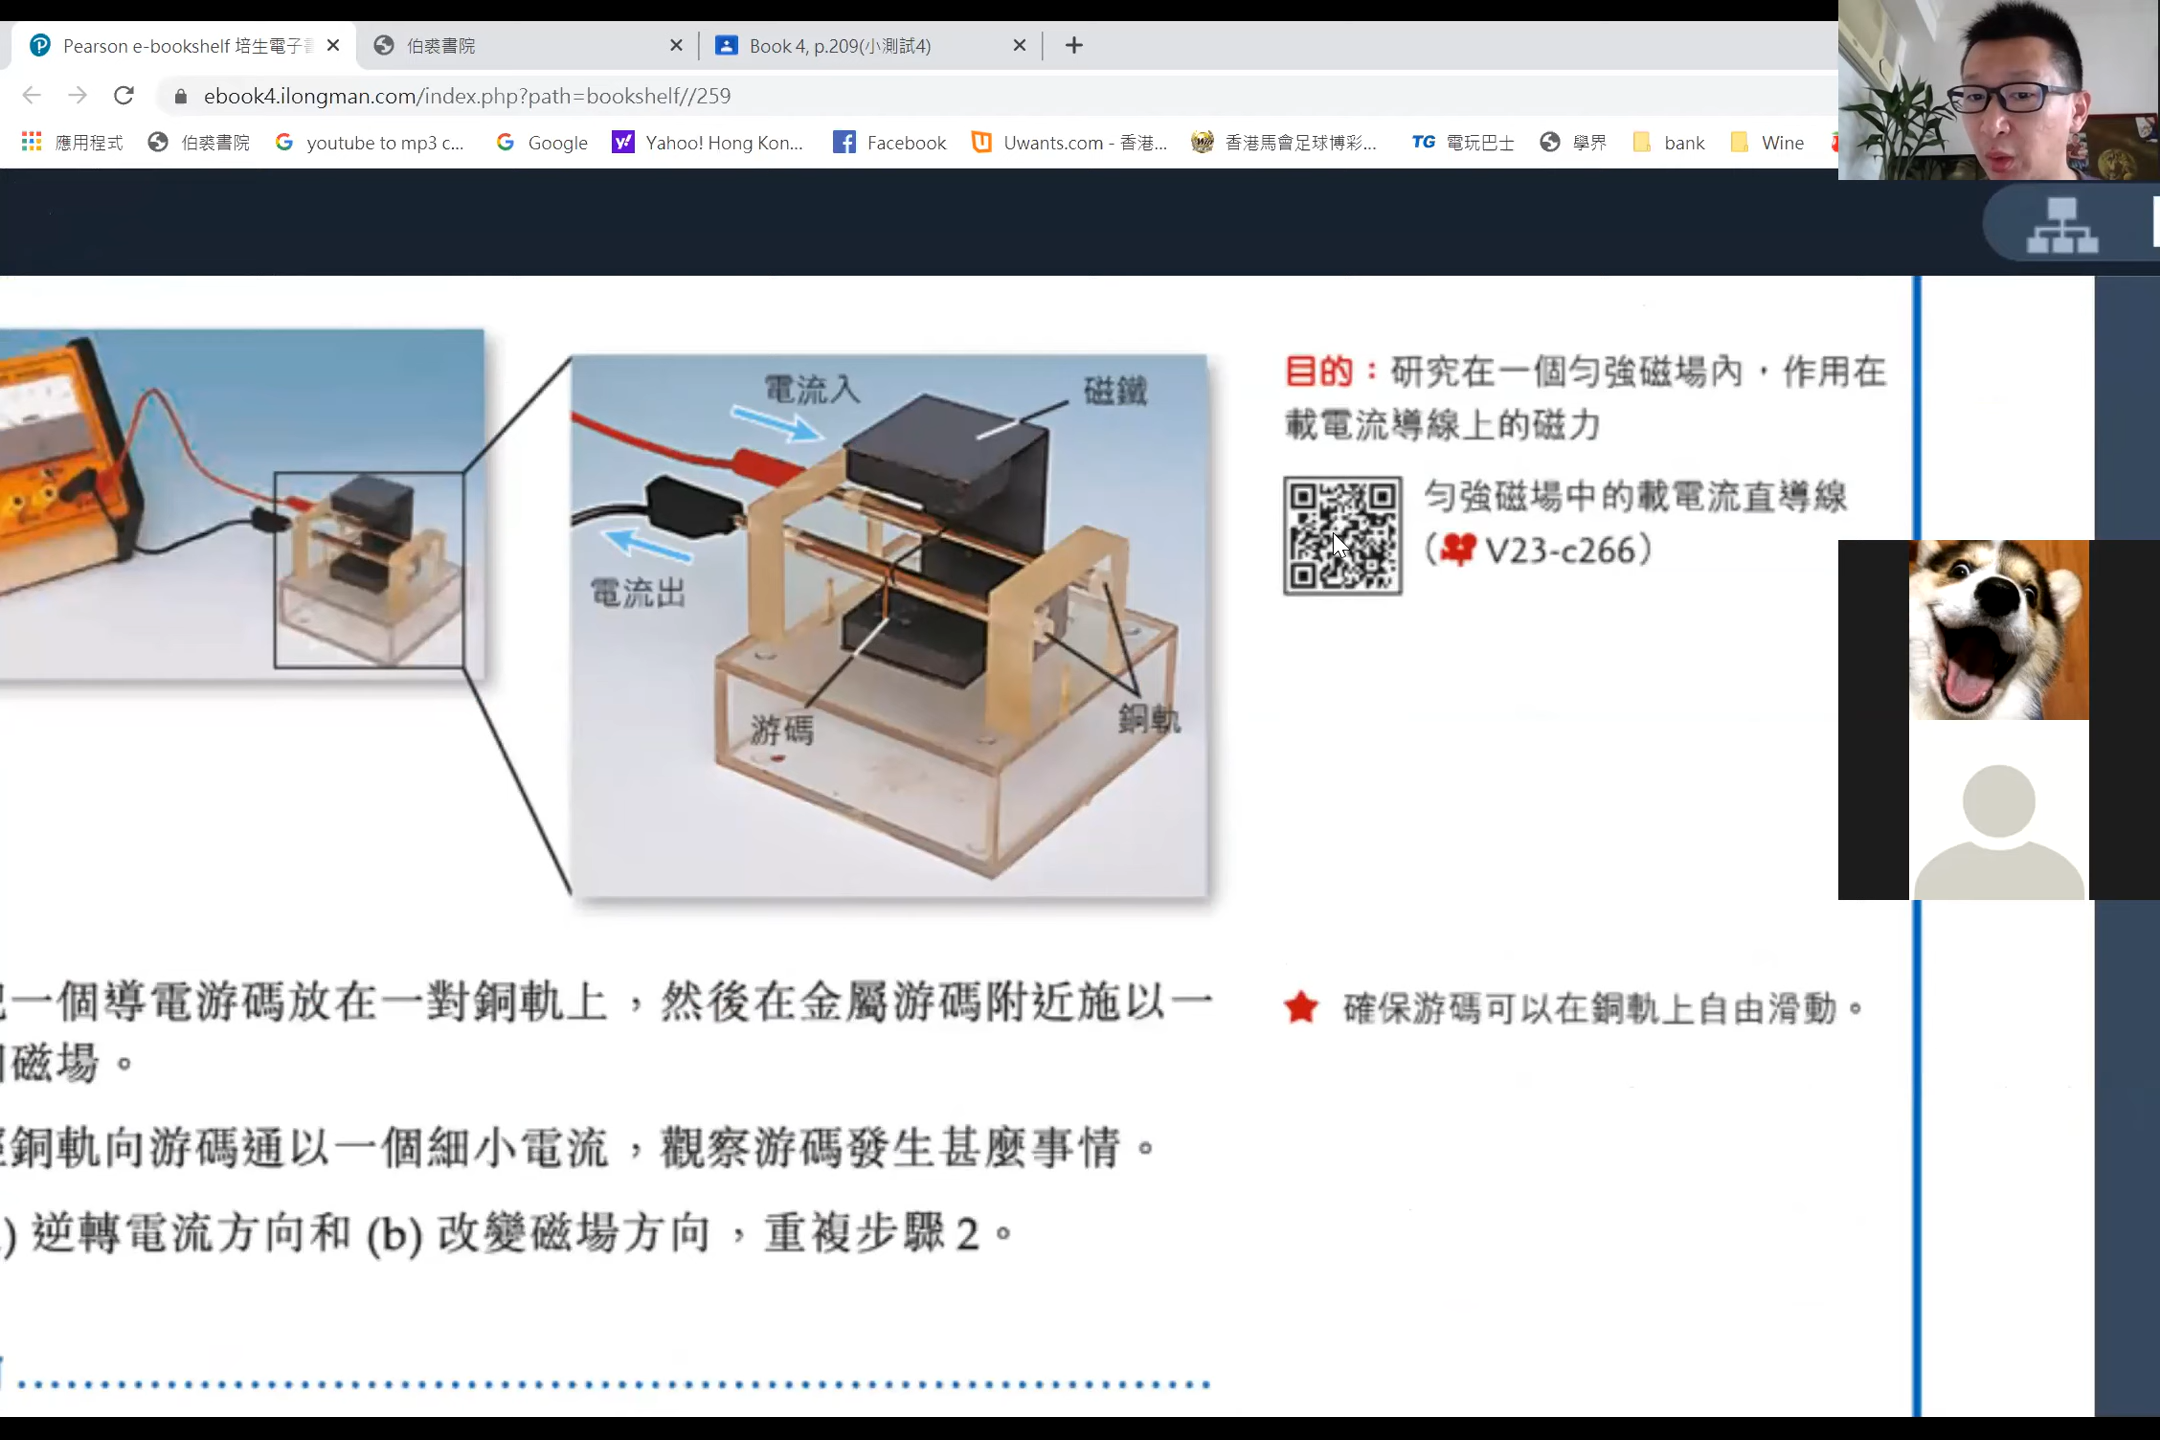 Pearson e-bookshelf 培生電子書
伯裘書院
Book 4, p.209(小測試4)
ebook4.ilongman.com/index.php?path=bookshelf//259
應用程式
伯裘書院
youtube to mp3 c...
Google
Yahoo! Hong Kon...
Facebook
Uwants.com - 香港...
香港馬會足球博彩...
TG 電玩巴士
學界
bank
Wine
電流入
磁鐵
電流出
游碼
銅軌
目的：研究在一個勻強磁場內，作用在
載電流導線上的磁力
勻強磁場中的載電流直導線
（V23-c266）
一個導電游碼放在一對銅軌上，然後在金屬游碼附近施以一
磁場。
銅軌向游碼通以一個細小電流，觀察游碼發生甚麼事情。
) 逆轉電流方向和 (b) 改變磁場方向，重複步驟 2。
★ 確保游碼可以在銅軌上自由滑動。